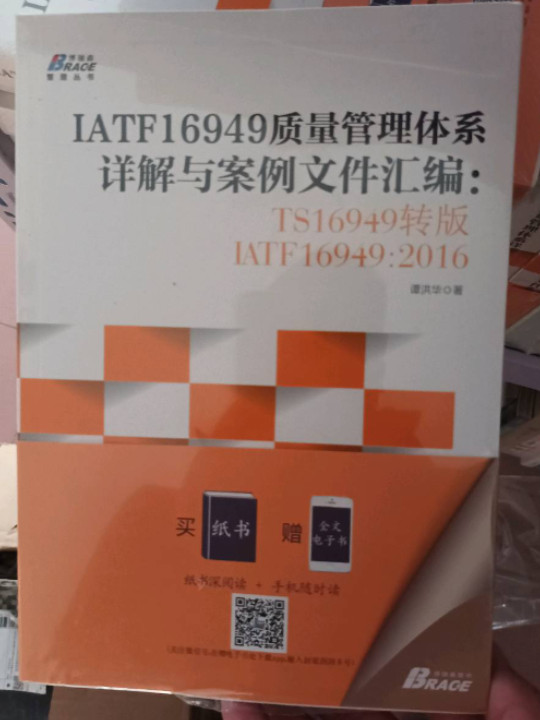 BRACE
管理丛书
IATF16949质量管理体系
详解与案例文件汇编：
TS16949转版
IATF16949:2016
谭洪华◎著
买 纸书 赠 全文
电子书
纸书深阅读 + 手机随时读
BRACE